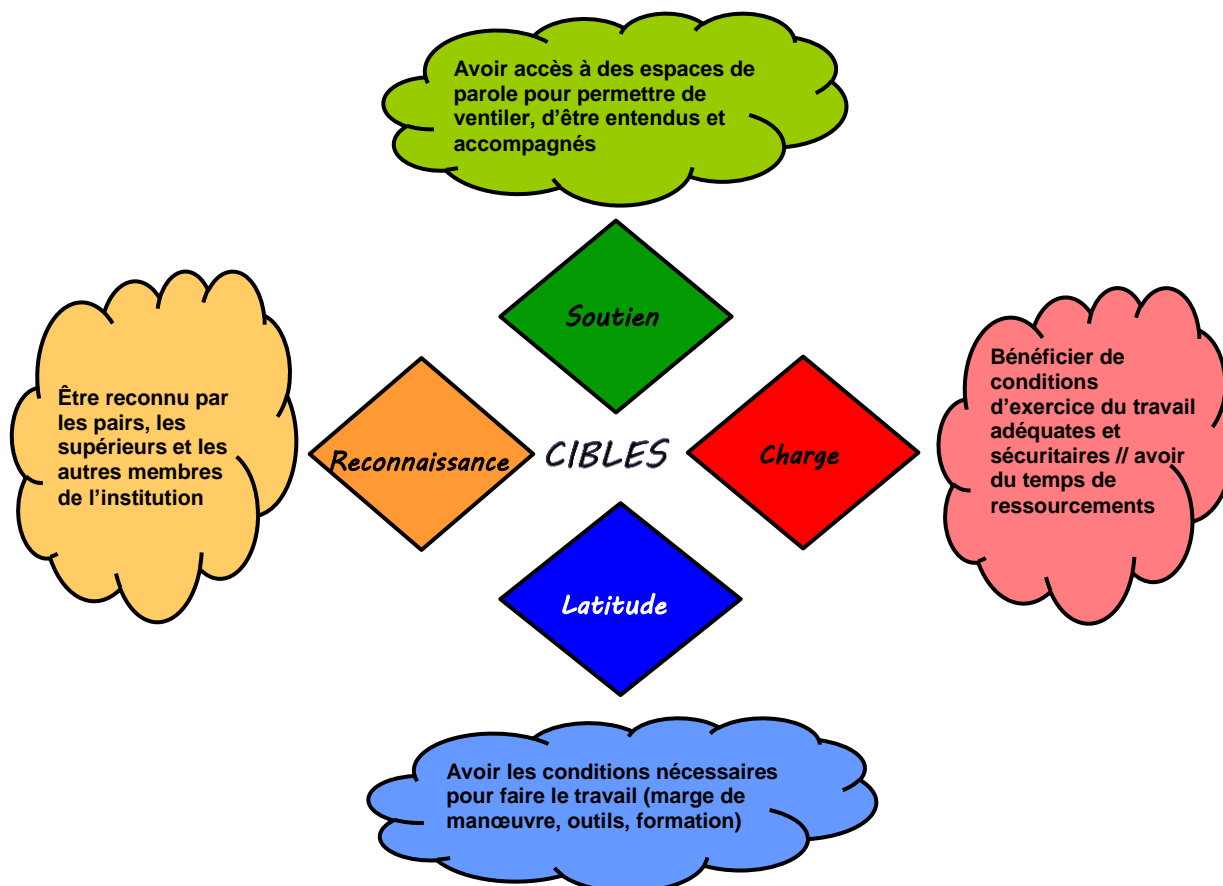 Avoir accès à des espaces de
parole pour permettre de
ventiler, d’être entendus et
accompagnés
Soutien
Être reconnu par
les pairs, les
supérieurs et les
autres membres
de l’institution
Reconnaissance
CIBLES
Charge
Bénéficier de
conditions
d’exercice du travail
adéquates et
sécuritaires // avoir
du temps de
ressourcements
Latitude
Avoir les conditions nécessaires
pour faire le travail (marge de
manœuvre, outils, formation)